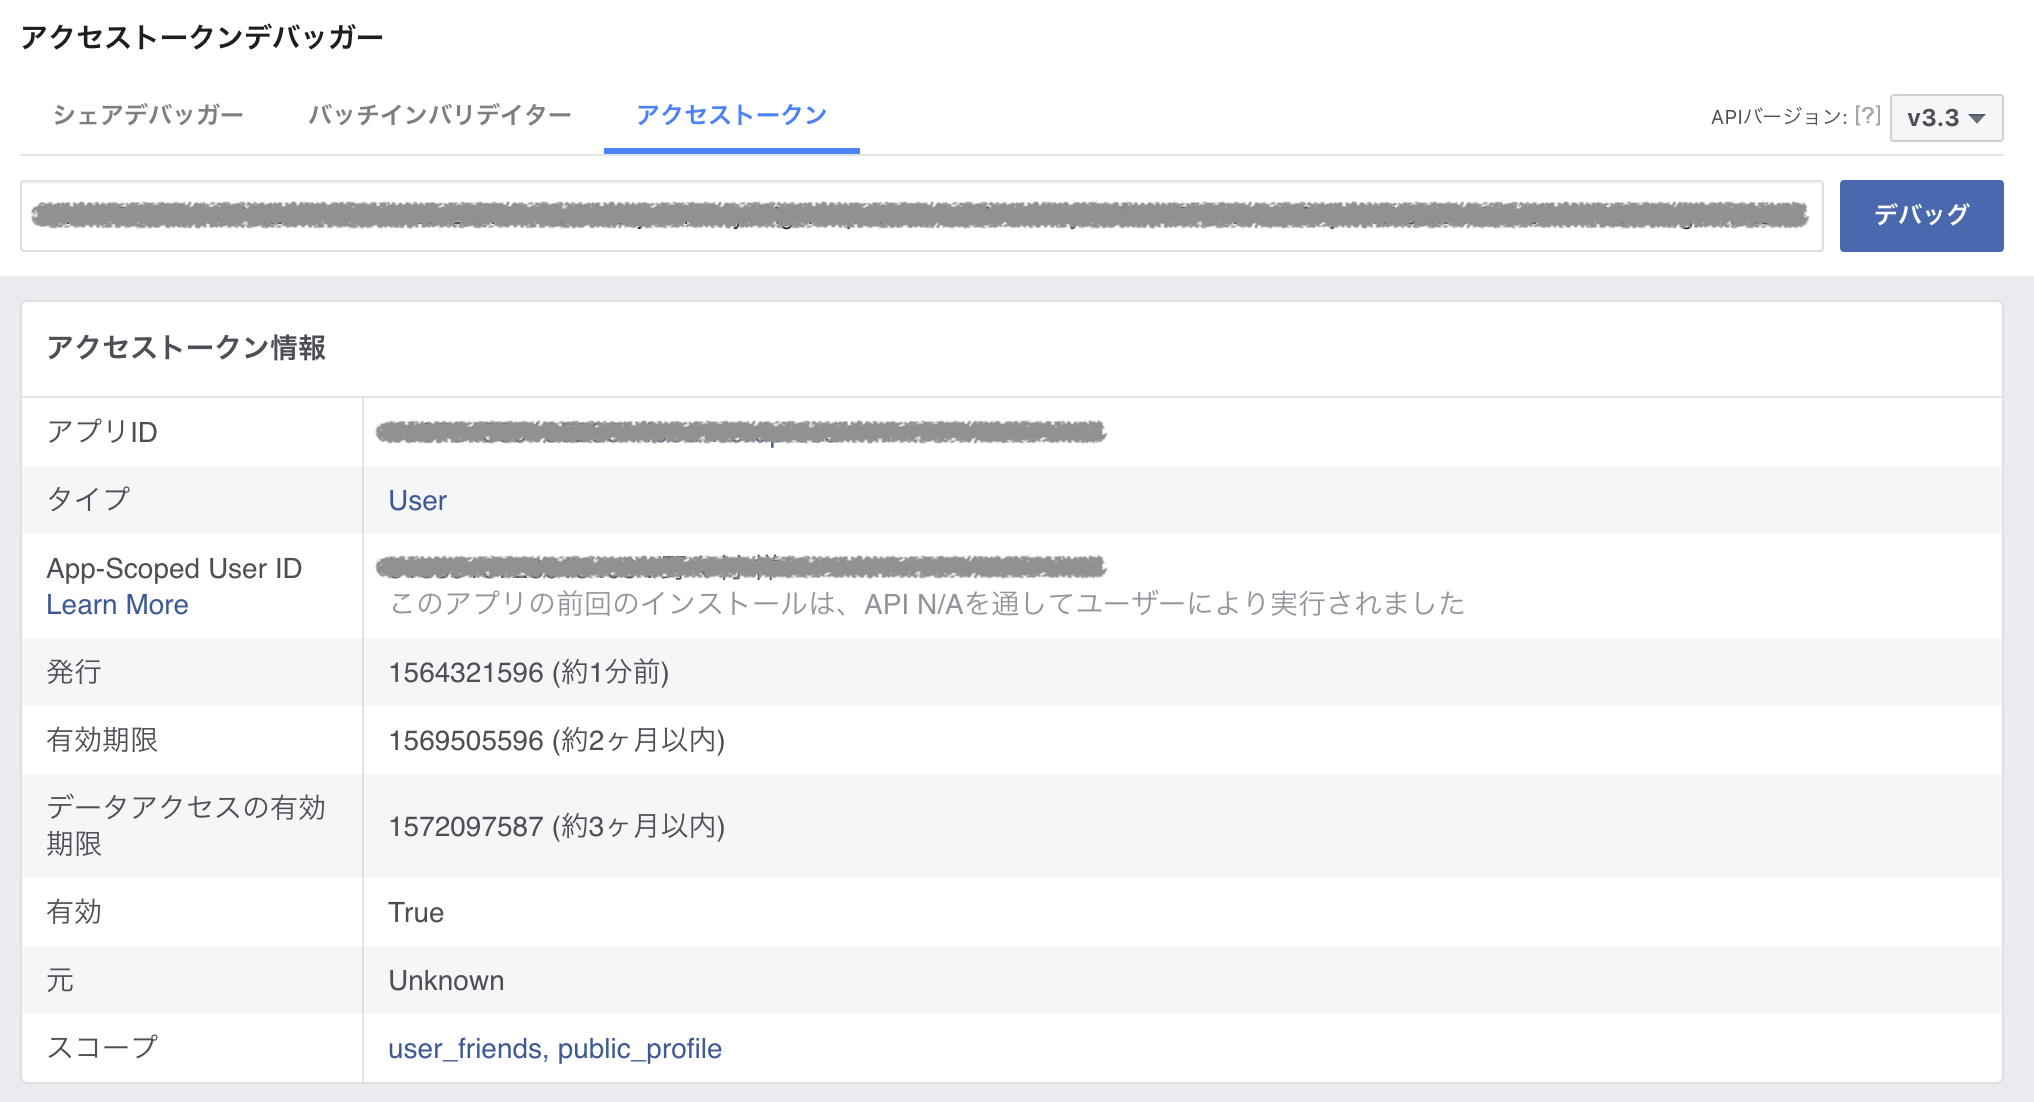 アクセストークンデバッガー
シェアデバッガー バッチインバリデイター アクセストークン APIバージョン: [?] v3.3
デバッグ
アクセストークン情報
アプリID
タイプ User
App-Scoped User ID
Learn More このアプリの前回のインストールは、API N/Aを通してユーザーにより実行されました
発行 1564321596 (約1分前)
有効期限 1569505596 (約2ヶ月以内)
データアクセスの有効
期限 1572097587 (約3ヶ月以内)
有効 True
元 Unknown
スコープ user_friends, public_profile